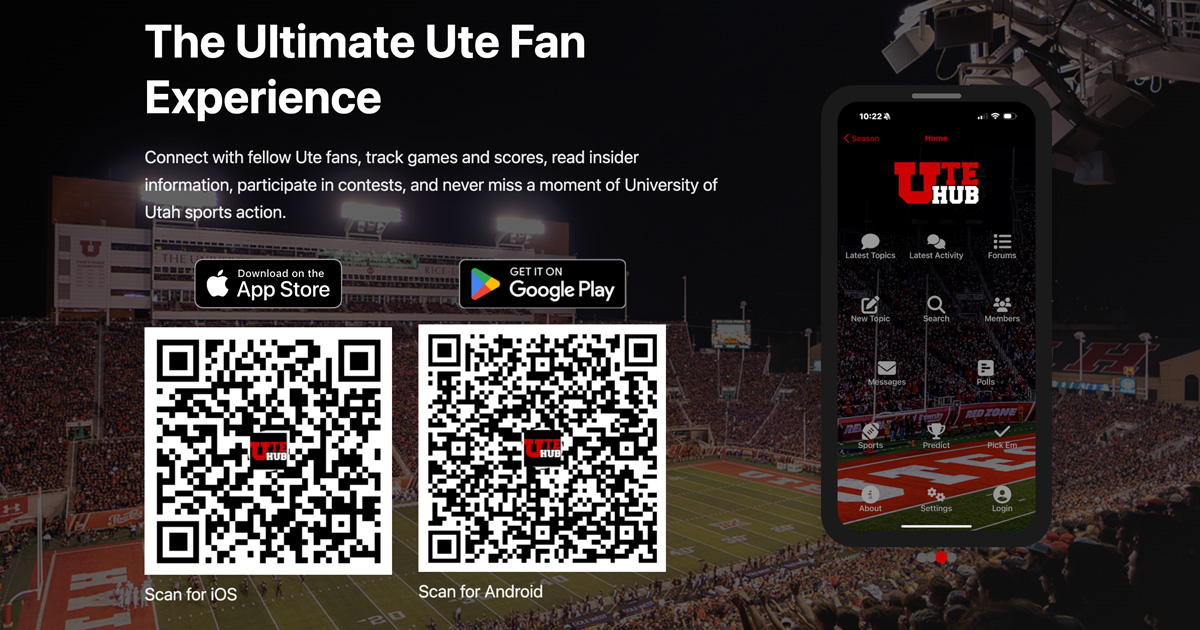 The Ultimate Ute Fan
Experience
Connect with fellow Ute fans, track games and scores, read insider
information, participate in contests, and never miss a moment of University of
Utah sports action.
Download on the
App Store
GET IT ON
Google Play
UTE
HUB
UTE
HUB
Scan for iOS
Scan for Android
10:22
Season
Home
UTE
HUB
Latest Topics
Latest Activity
Forums
New Topic
Search
Members
Messages
Polls
RED ZONE
Sports
Predict
Pick Em
UTE
About
Settings
Login